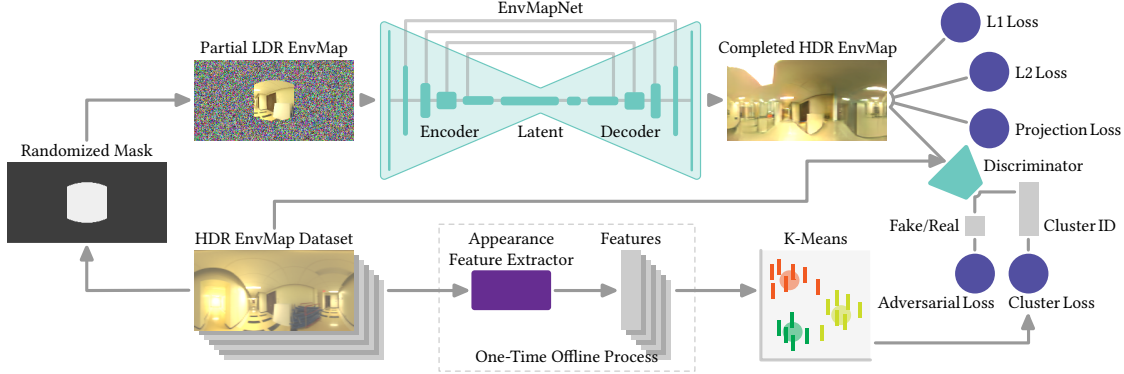 EnvMapNet
L1 Loss
Partial LDR EnvMap
Completed HDR EnvMap
L2 Loss
Encoder
Latent
Decoder
Projection Loss
Randomized Mask
Discriminator
Fake/Real
Cluster ID
HDR EnvMap Dataset
Appearance
Feature Extractor
Features
K-Means
Adversarial Loss
Cluster Loss
One-Time Offline Process